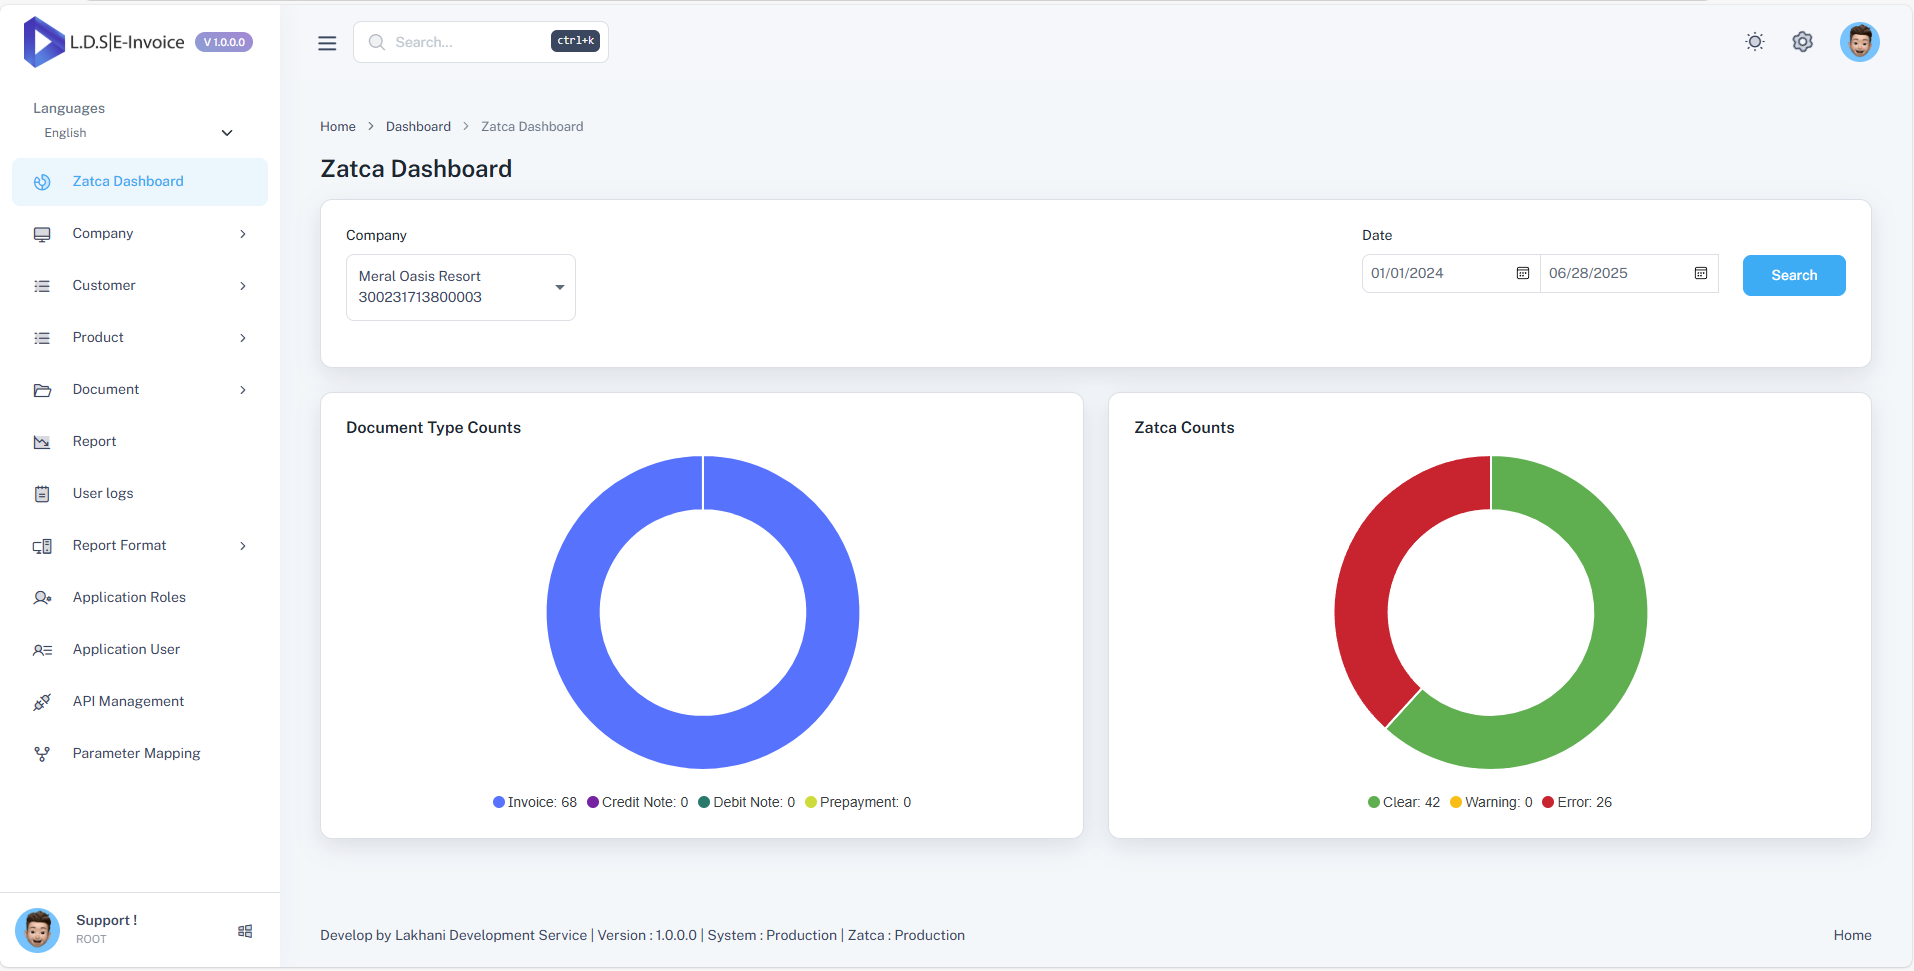 L.D.S|E-Invoice V 1.0.0.0
Languages
English
Zatca Dashboard
Company
Customer
Product
Document
Report
User logs
Report Format
Application Roles
Application User
API Management
Parameter Mapping
Support !
ROOT
Search... ctrl+k
Home > Dashboard > Zatca Dashboard
Zatca Dashboard
Company
Meral Oasis Resort
300231713800003
Date
01/01/2024 06/28/2025 Search
Document Type Counts
Invoice: 68 Credit Note: 0 Debit Note: 0 Prepayment: 0
Zatca Counts
Clear: 42 Warning: 0 Error: 26
Develop by Lakhani Development Service | Version : 1.0.0.0 | System : Production | Zatca : Production
Home